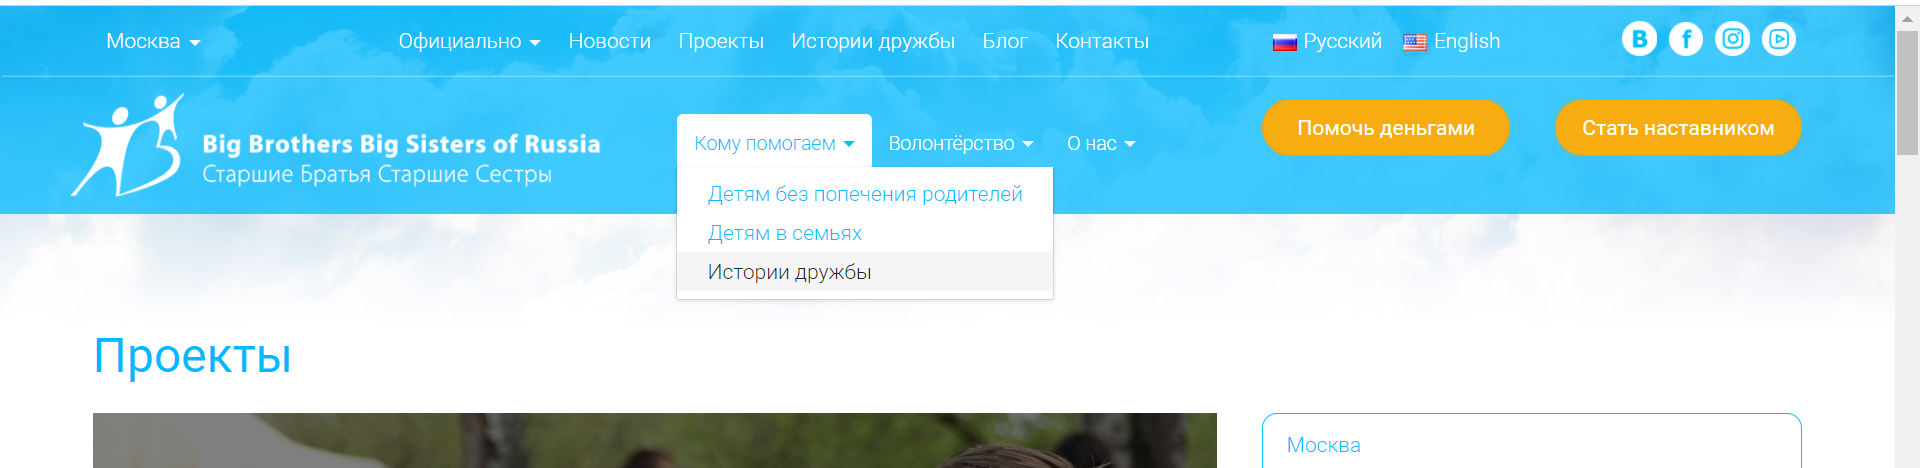 Москва Официально Новости Проекты Истории дружбы Блог Контакты Русский English
Big Brothers Big Sisters of Russia
Старшие Братья Старшие Сестры
Кому помогаем Волонтёрство О нас
Помочь деньгами Стать наставником
Детям без попечения родителей
Детям в семьях
Истории дружбы
Проекты
Москва